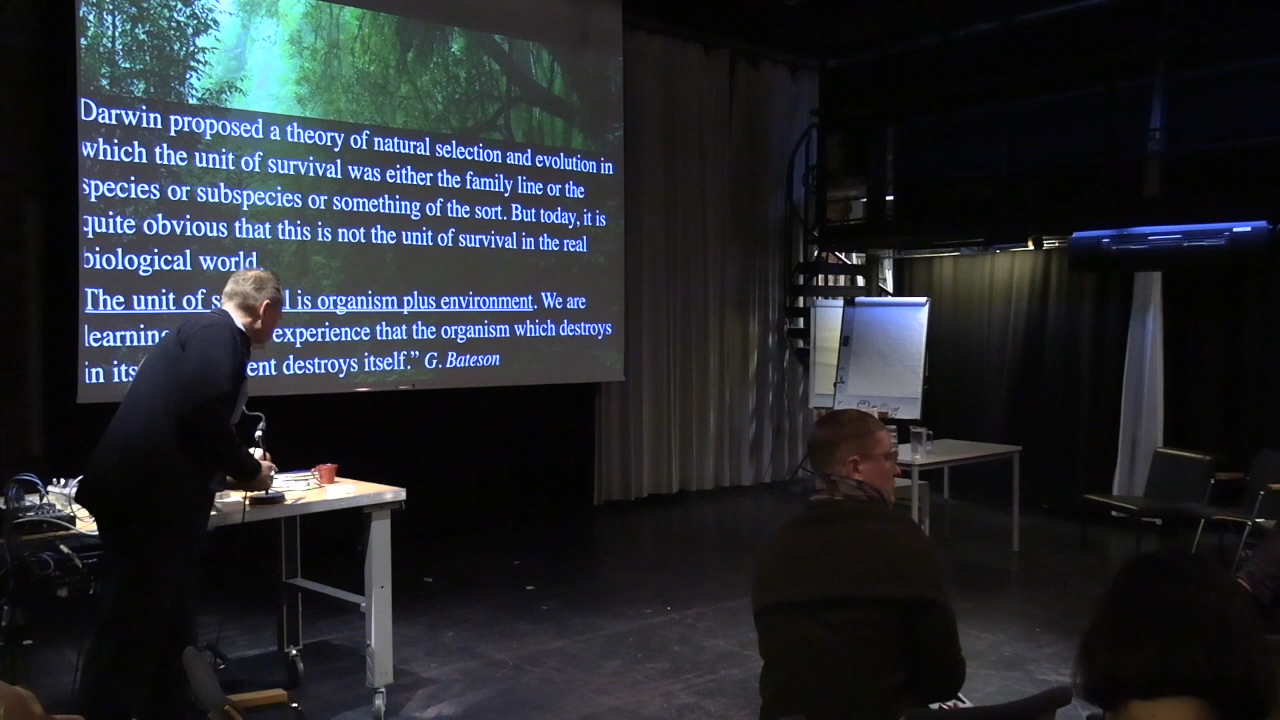 Darwin proposed a theory of natural selection and evolution in
which the unit of survival was either the family line or the
species or subspecies or something of the sort. But today, it is
quite obvious that this is not the unit of survival in the real
biological world.
The unit of is organism plus environment. We are
learning experience that the organism which destroys
in its destroys itself.” G. Bateson